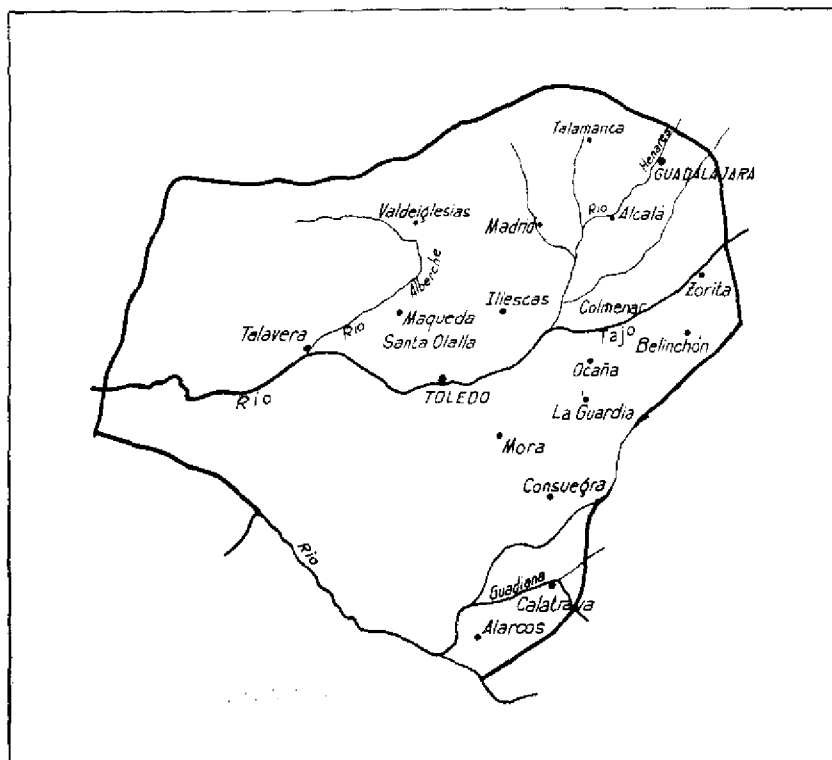 Talamanca
Henares
GUADALAJARA
Valdeiglesias
Madrid
Rio
Alcalá
Alberche
Zorita
Illescas
Colmenar
Maqueda
Rio
Tajo
Santa Olalla
Talavera
Belinchón
Ocaña
TOLEDO
Rio
La Guardia
Mora
Consuegra
Rio
Guadiana
Calatrava
Alarcos